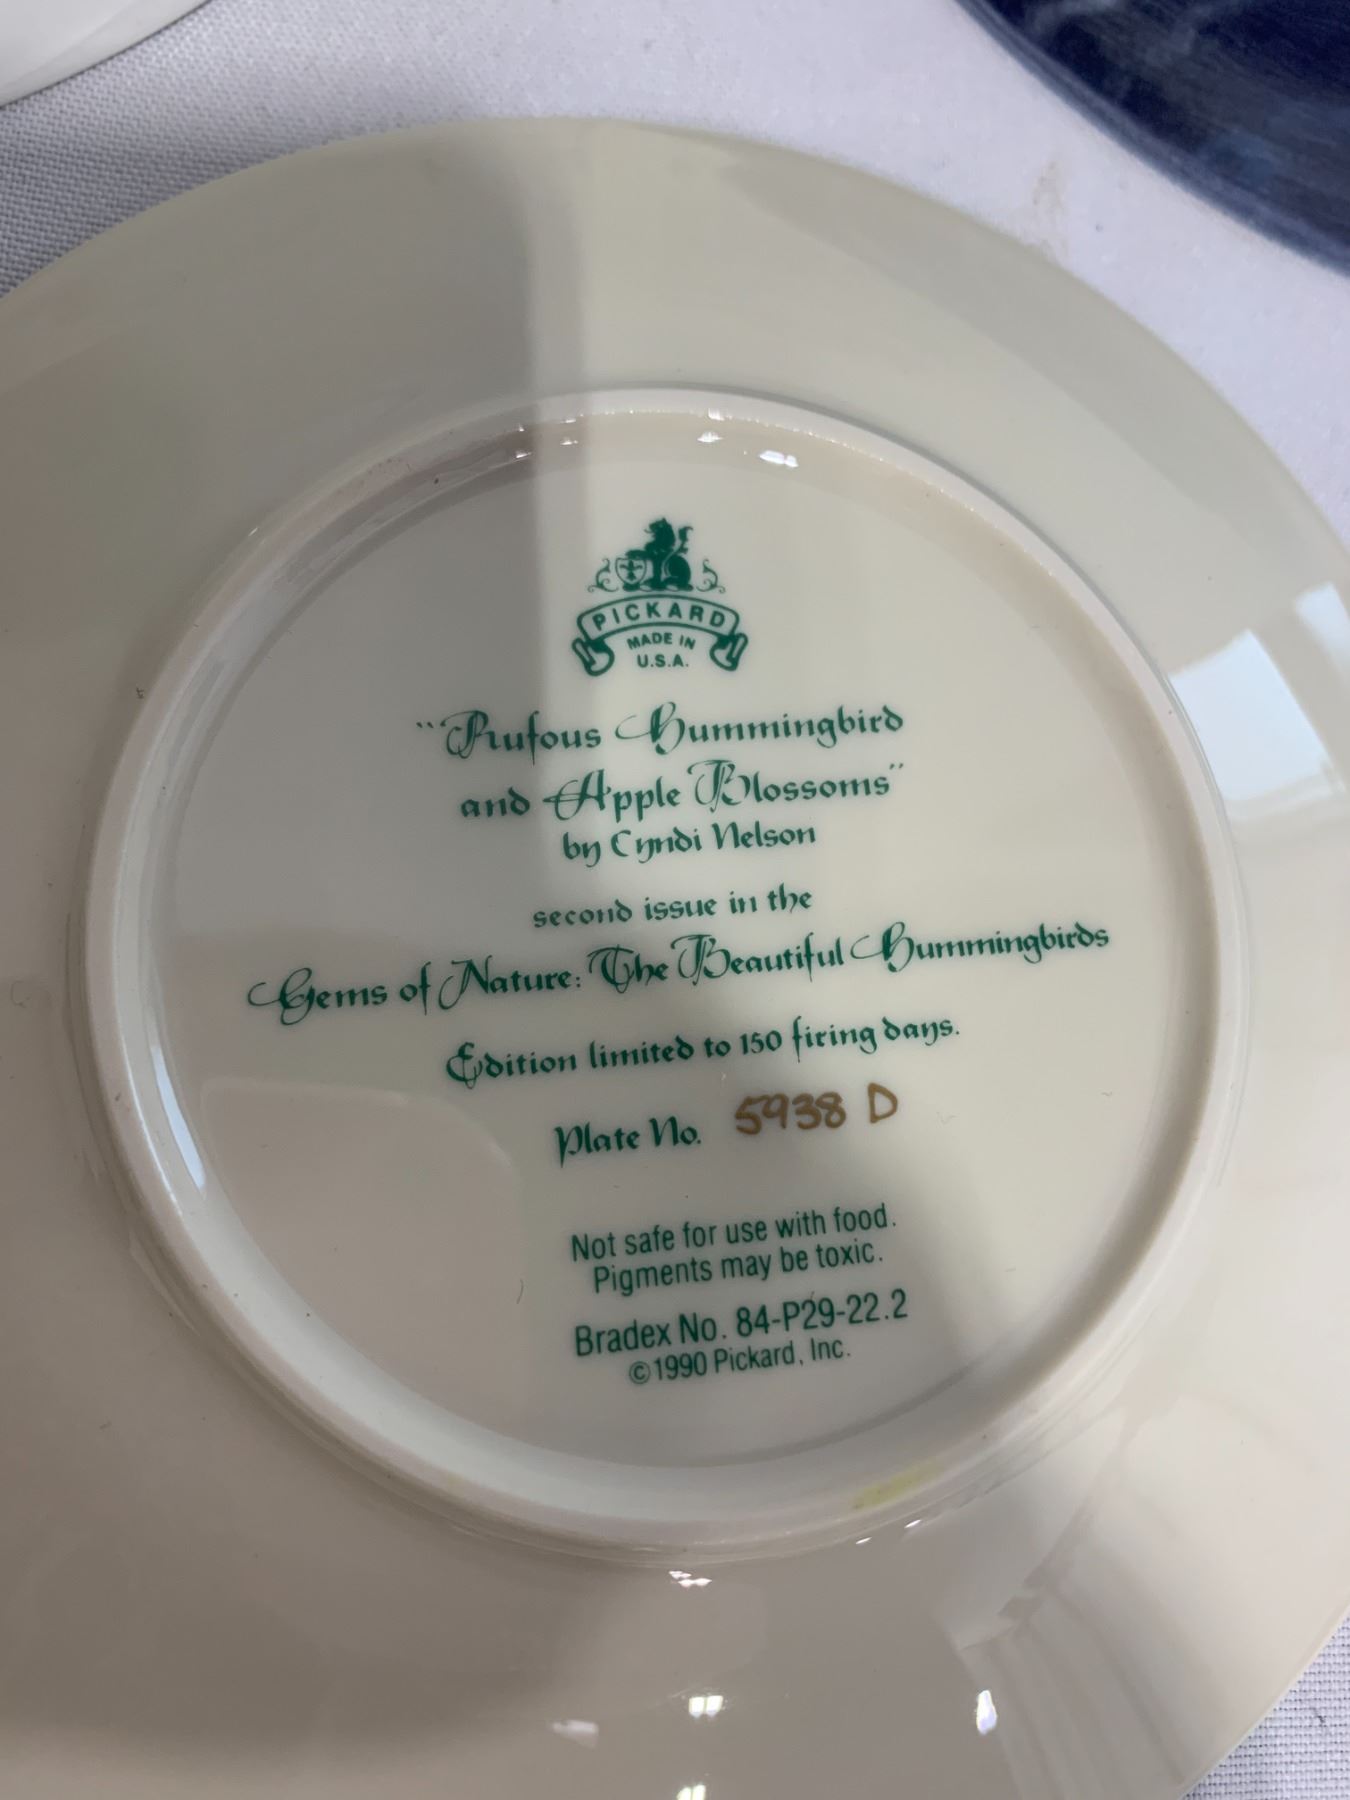 PICKARD
MADE IN
U.S.A.
"Rufous Hummingbird
and Apple Blossoms"
by Cyndi Nelson
second issue in the
Gems of Nature: The Beautiful Hummingbirds
Edition limited to 150 firing days.
Plate No. 5938 D
Not safe for use with food.
Pigments may be toxic.
Bradex No. 84-P29-22.2
©1990 Pickard, Inc.